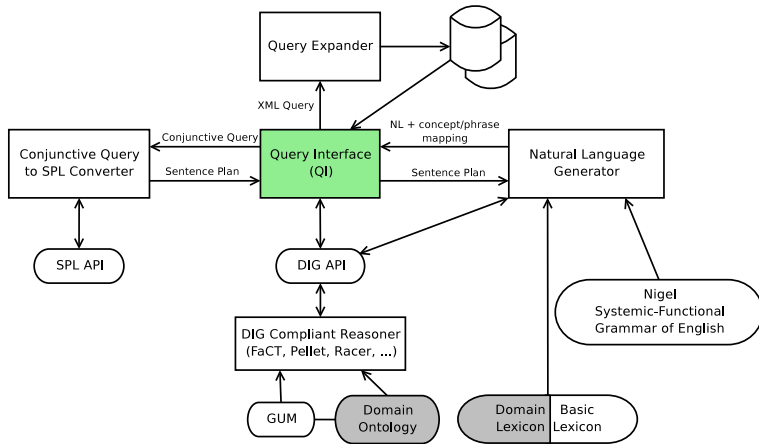 Query Expander
XML Query
Conjunctive Query
NL + concept/phrase
mapping
Conjunctive Query
to SPL Converter
Query Interface
(QI)
Natural Language
Generator
Sentence Plan
Sentence Plan
SPL API
DIG API
Nigel
Systemic-Functional
Grammar of English
DIG Compliant Reasoner
(FaCT, Pellet, Racer, ...)
GUM
Domain
Ontology
Domain
Lexicon
Basic
Lexicon